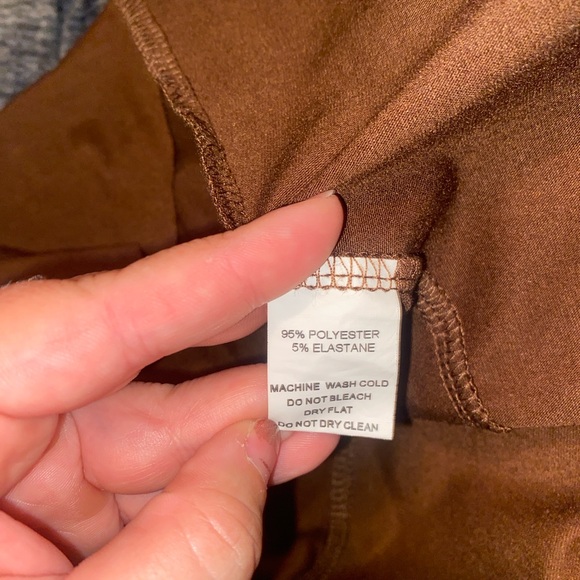 95% POLYESTER
5% ELASTANE
MACHINE WASH COLD
DO NOT BLEACH
DRY FLAT
DO NOT DRY CLEAN